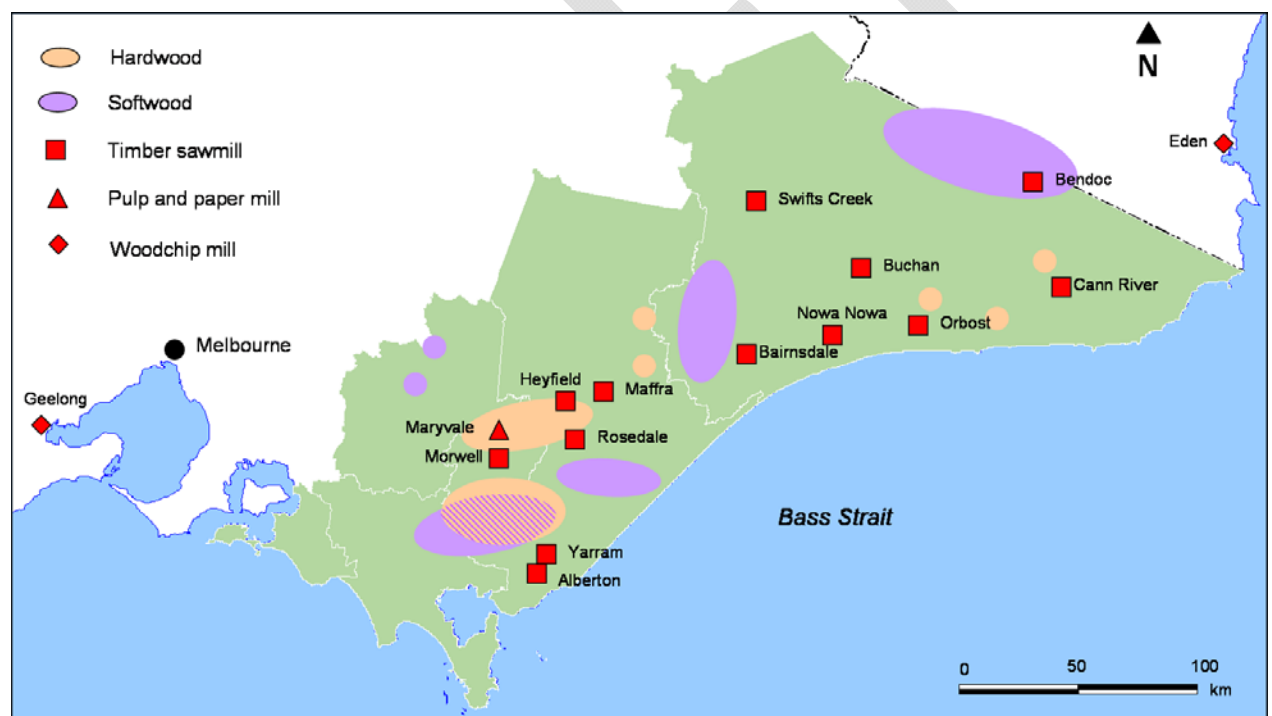 Hardwood
Softwood
Timber sawmill
Pulp and paper mill
Woodchip mill
N
Eden
Bendoc
Swifts Creek
Buchan
Cann River
Nowa Nowa
Orbost
Bairnsdale
Melbourne
Geelong
Heyfield
Maffra
Maryvale
Rosedale
Morwell
Bass Strait
Yarram
Alberton
0 50 100
km